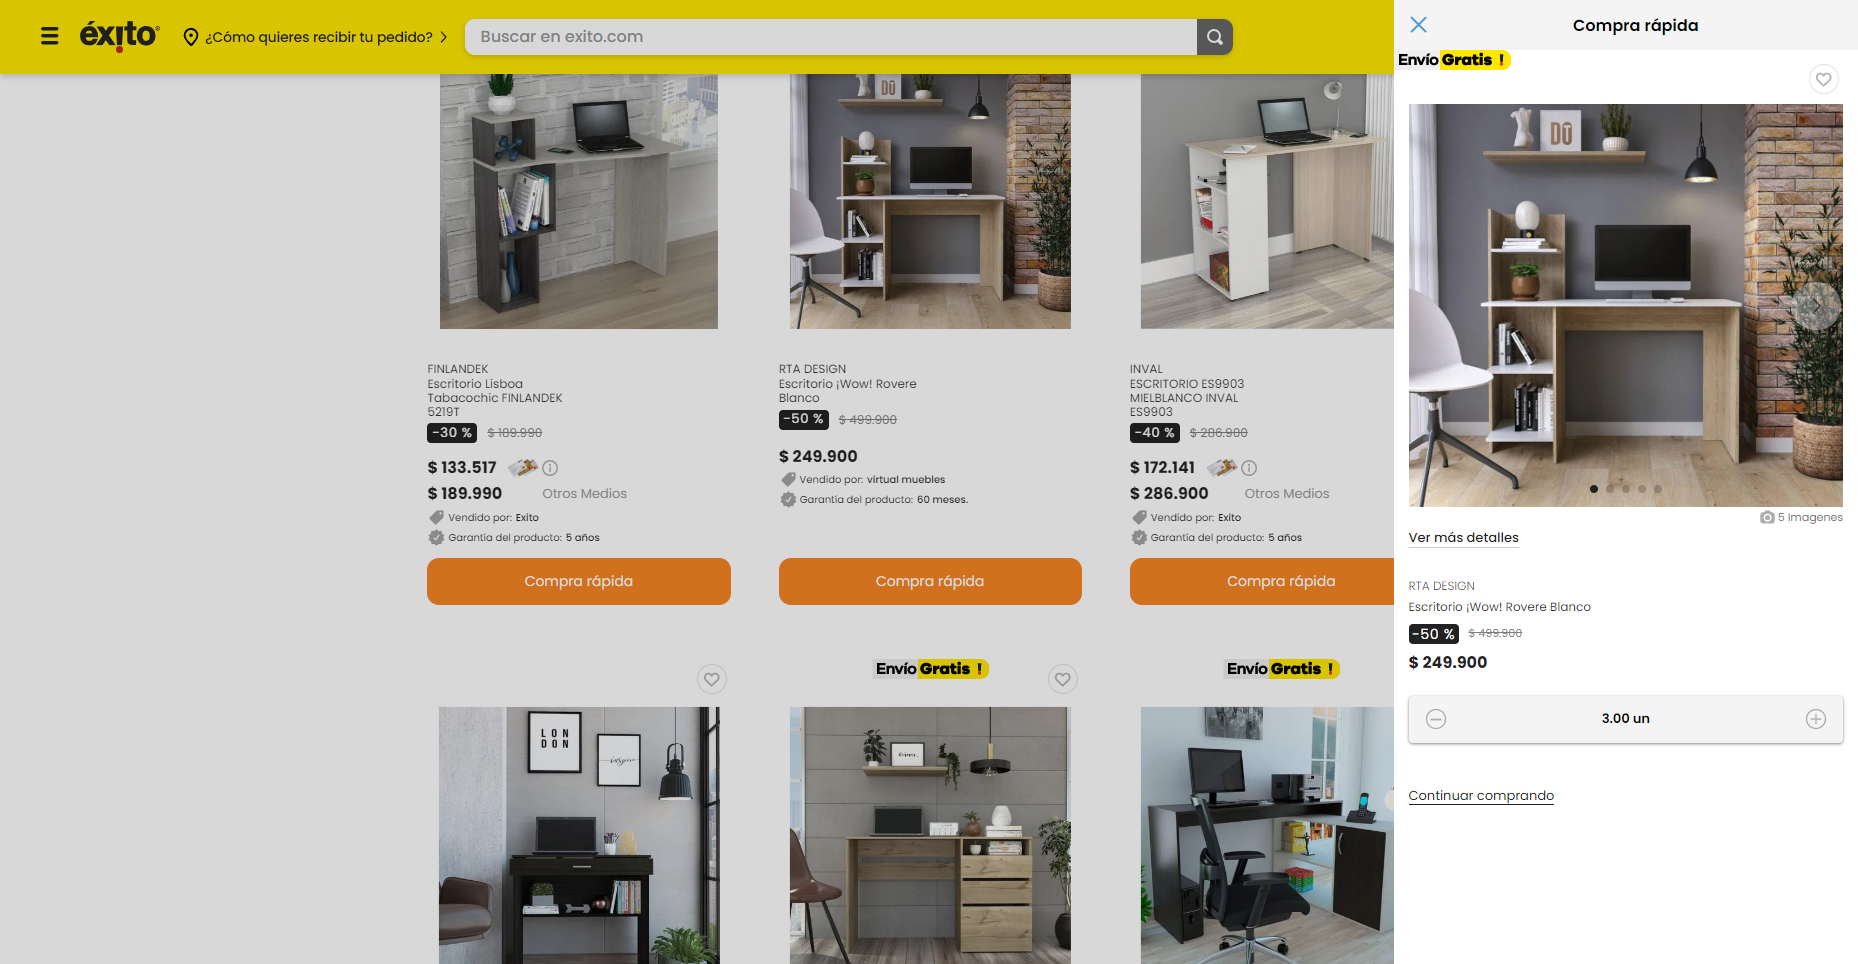 éxito
¿Cómo quieres recibir tu pedido?
Buscar en exito.com
Compra rápida
Envío Gratis !
5 Imagenes
Ver más detalles
RTA DESIGN
Escritorio ¡Wow! Rovere Blanco
-50 % $ 499.900
$ 249.900
3.00 un
Continuar comprando
FINLANDEK
Escritorio Lisboa
Tabacochic FINLANDEK
5219T
-30 % $ 189.990
$ 133.517
$ 189.990 Otros Medios
Vendido por: Exito
Garantía del producto: 5 años
Compra rápida
RTA DESIGN
Escritorio ¡Wow! Rovere
Blanco
-50 % $ 499.900
$ 249.900
Vendido por: virtual muebles
Garantía del producto: 60 meses.
Compra rápida
INVAL
ESCRITORIO ES9903
MIELBLANCO INVAL
ES9903
-40 % $ 286.900
$ 172.141
$ 286.900 Otros Medios
Vendido por: Exito
Garantía del producto: 5 años
Compra rápida
Envío Gratis !
Envío Gratis !
LON
DON